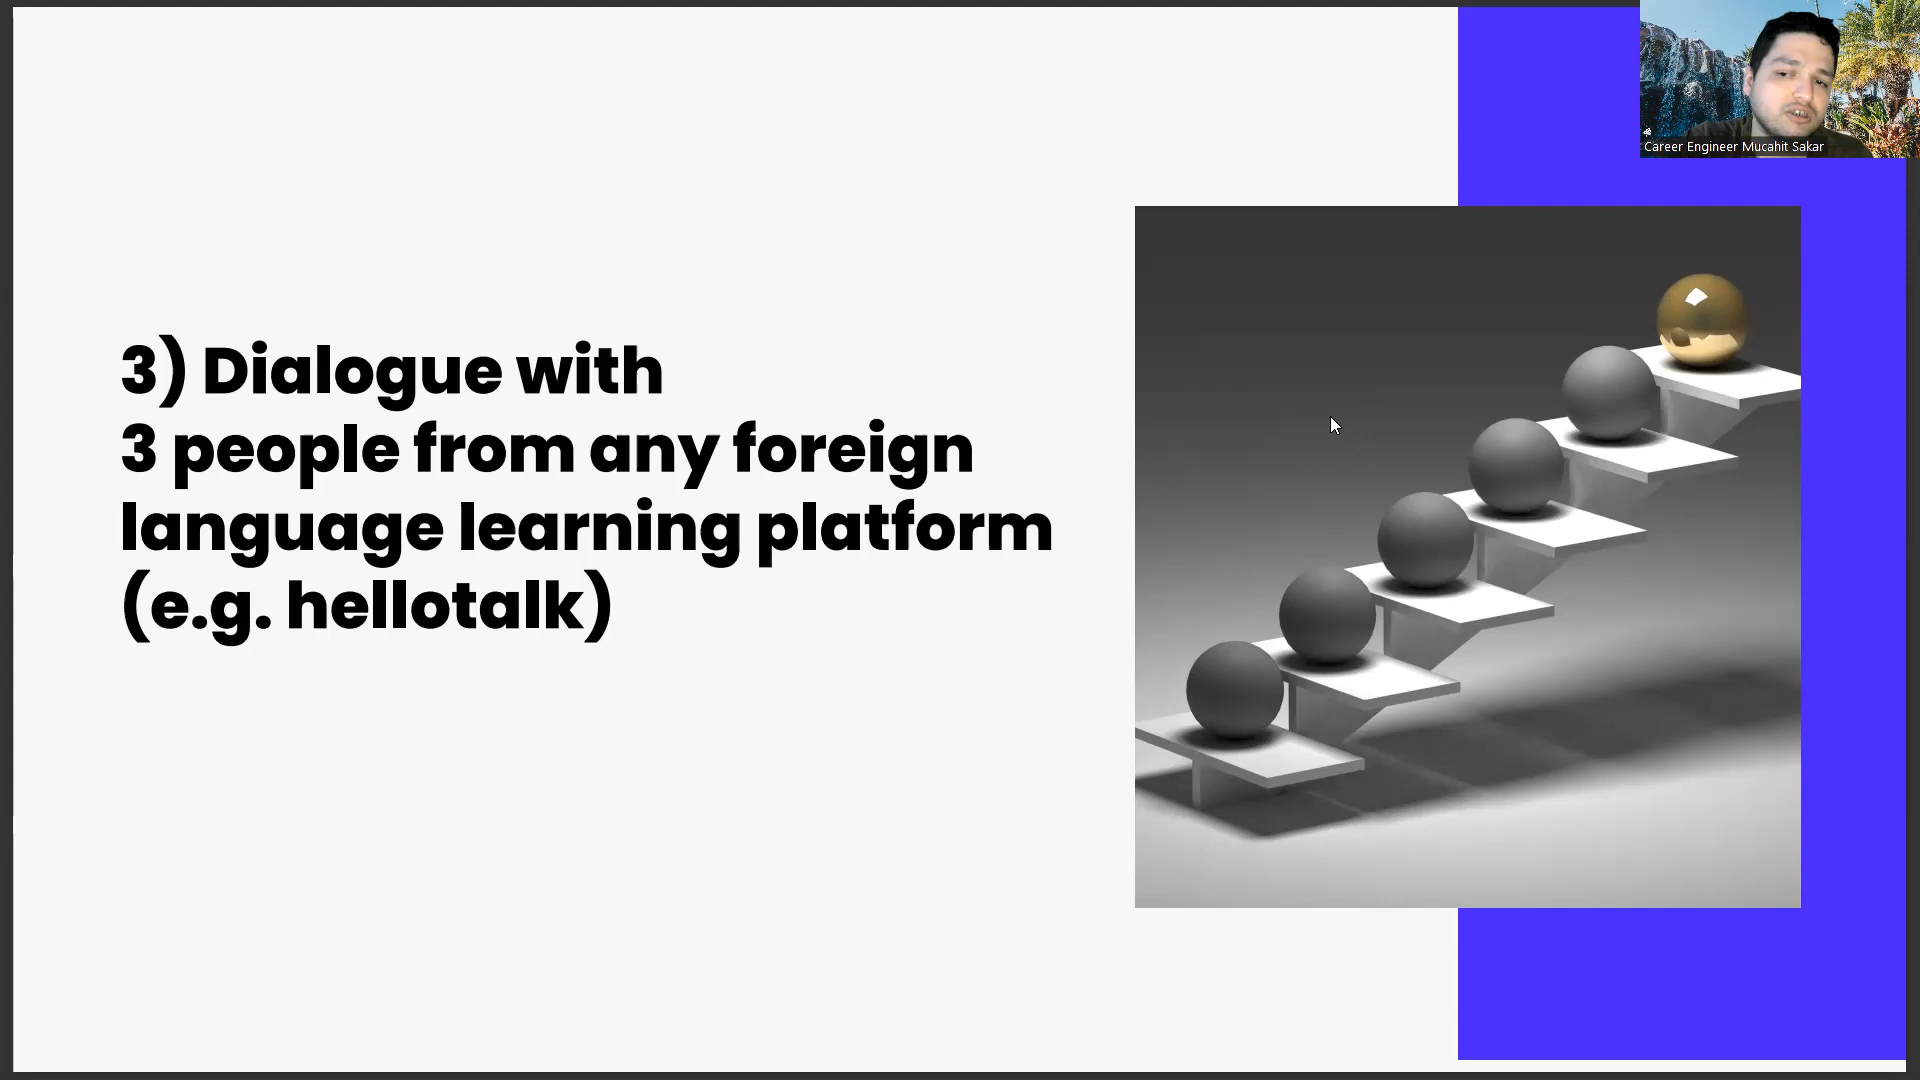 3) Dialogue with
3 people from any foreign
language learning platform
(e.g. hellotalk)
Career Engineer Mucahit Sakar